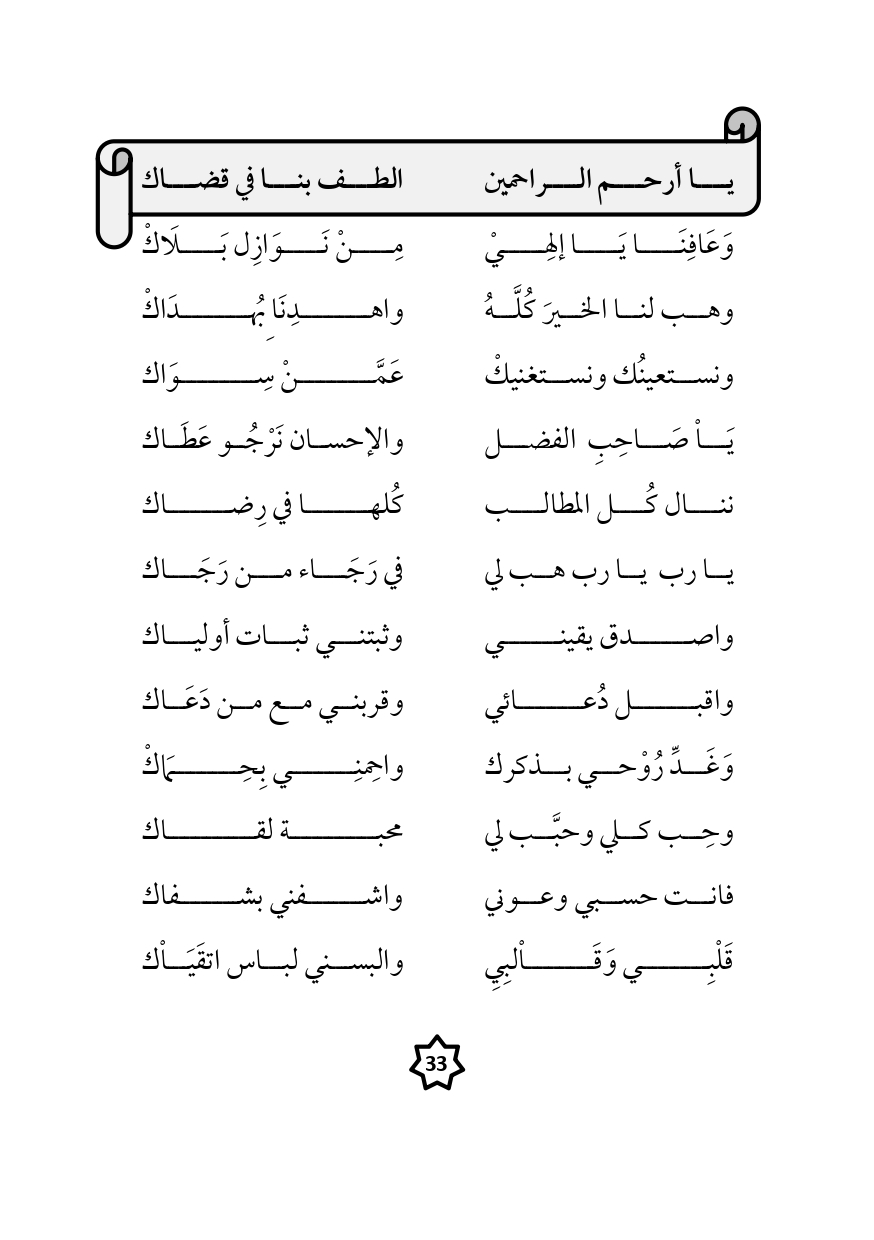 يا أرحم الراحمين الطف بنا في قضاك
وَعَافِنَا يَا إلهِيْ مِنْ نَوَازِل بَلَاكْ
وهب لنا الخيرَ كُلَّهُ واهدِنَا بِهُدَاكْ
ونستعينُك ونستغنيكْ عَمَّنْ سِوَاك
يَاْ صَاحِبِ الفضل والإحسان نَرْجُو عَطَاك
ننال كُل المطالب كُلها في رِضاك
يا رب يا رب هب لي في رَجَاء من رَجَاك
واصدق يقيني وثبتني ثبات أولياك
واقبل دُعائي وقربني مع من دَعَاك
وَغَدِّ رُوْحي بذكرك واحِمنِي بِحِمَاكْ
وحِب كلي وحبَّب لي محبة لقاك
فانت حسبي وعوني واشفني بشفاك
قَلْبِي وَقَاْلبِيِ والبسني لباس اتقَيَاْك
33